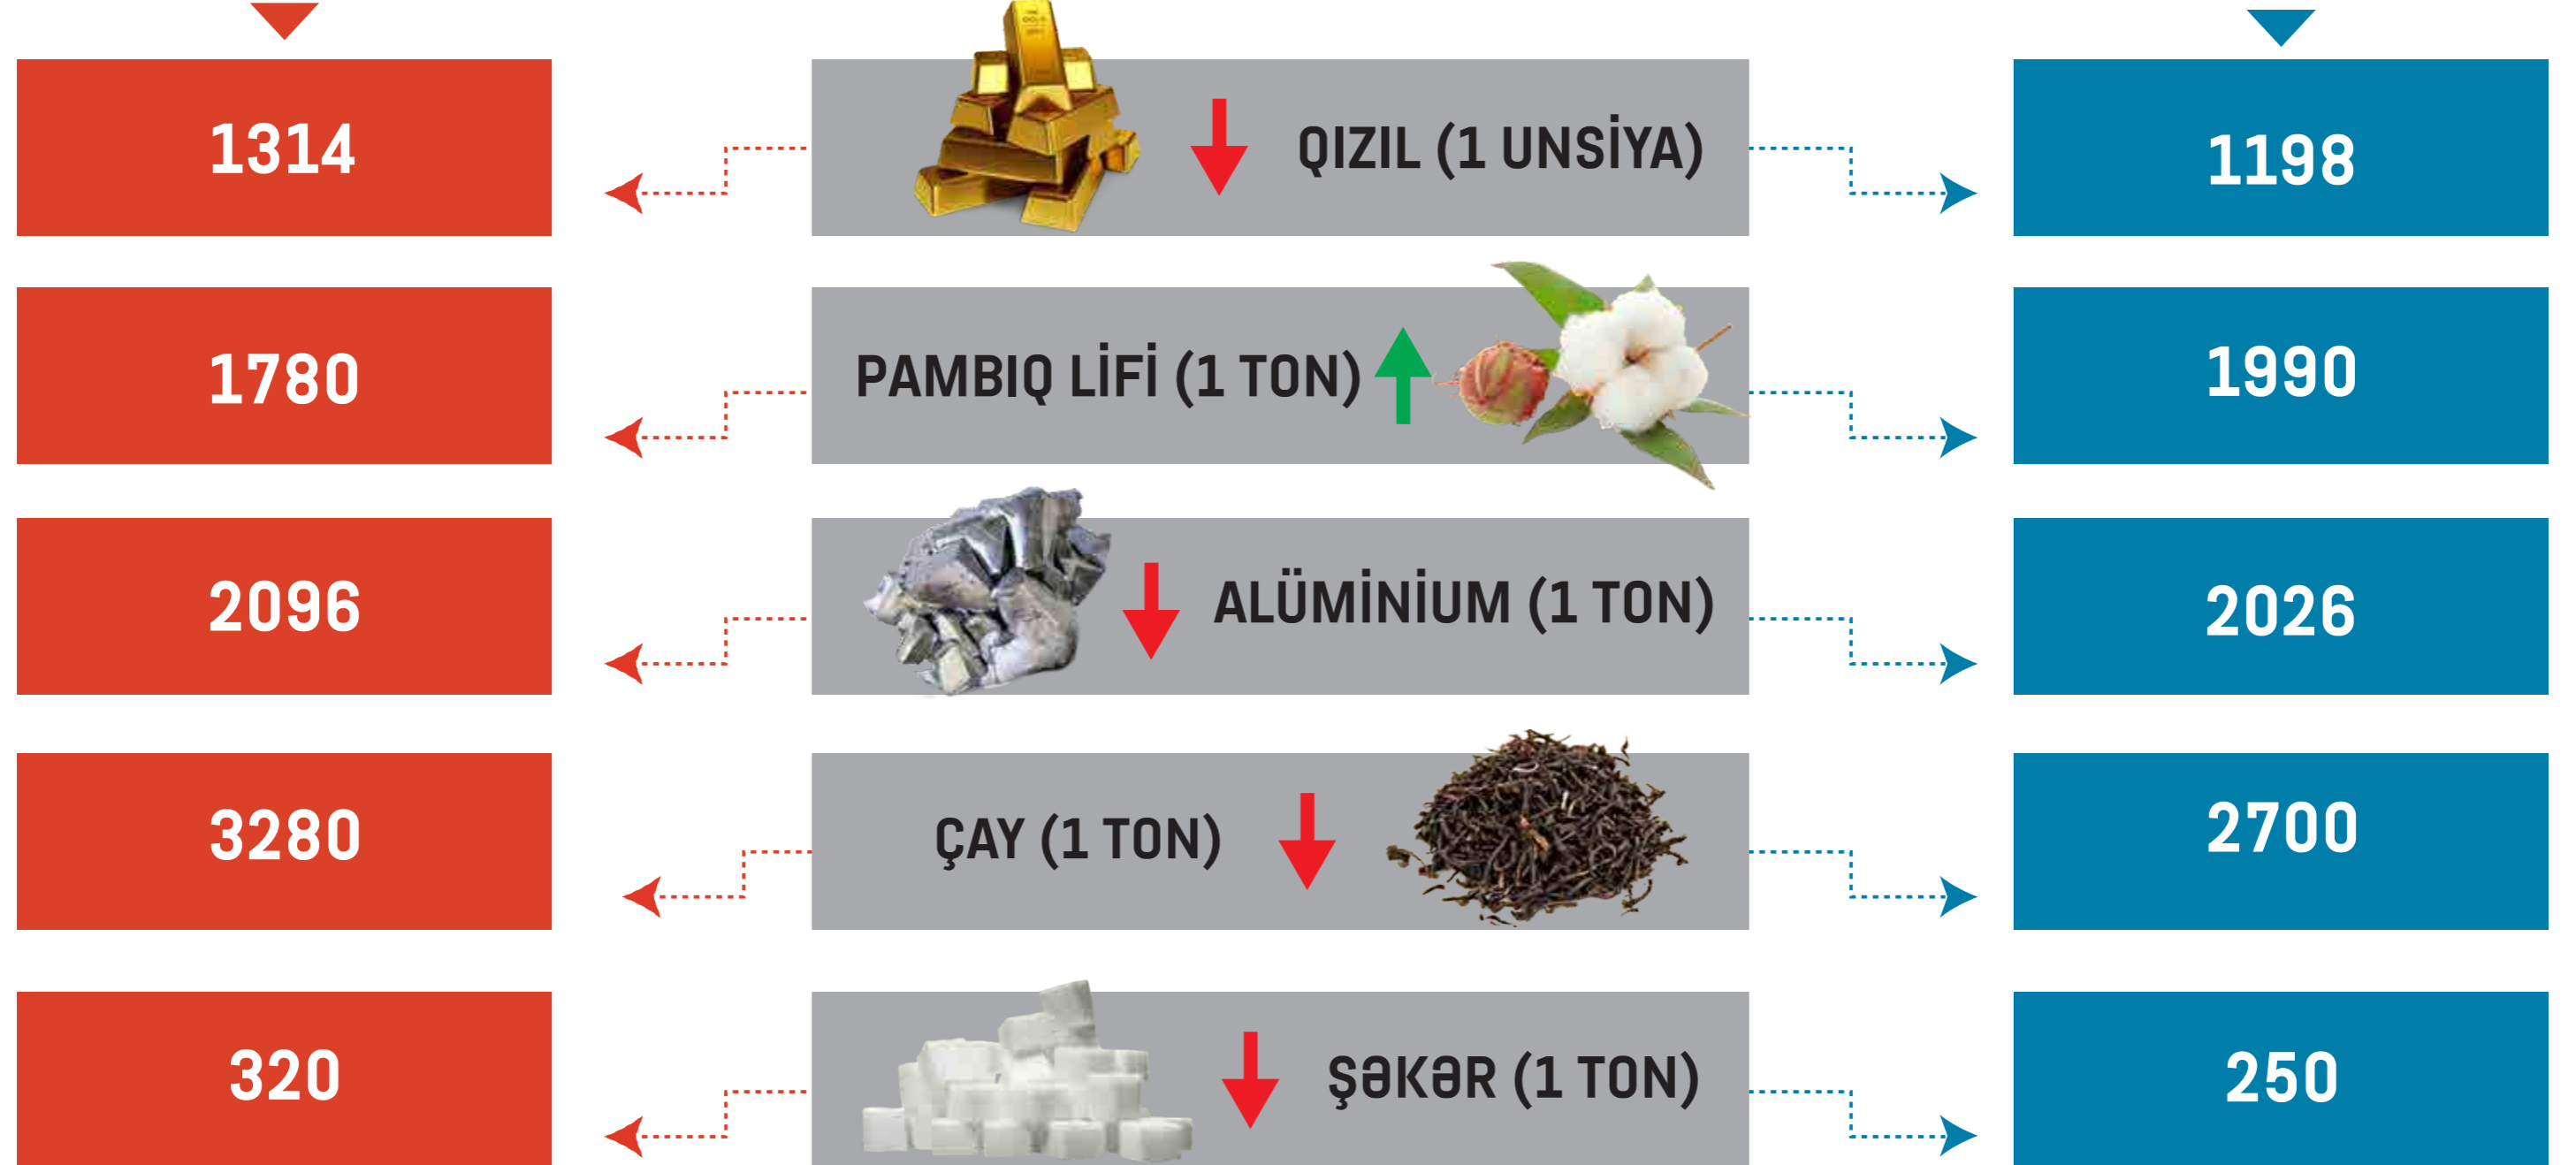 1314
QIZIL (1 UNSİYA)
1198
1780
PAMBIQ LİFİ (1 TON)
1990
2096
ALÜMİNİUM (1 TON)
2026
3280
ÇAY (1 TON)
2700
320
ŞƏKƏR (1 TON)
250